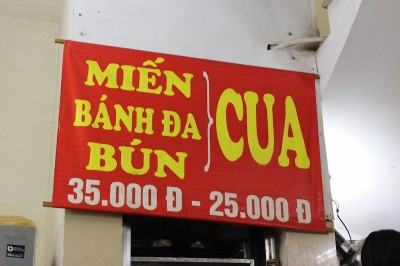 MIẾN
BÁNH ĐA
BÚN
CUA
35.000 Đ - 25.000 Đ